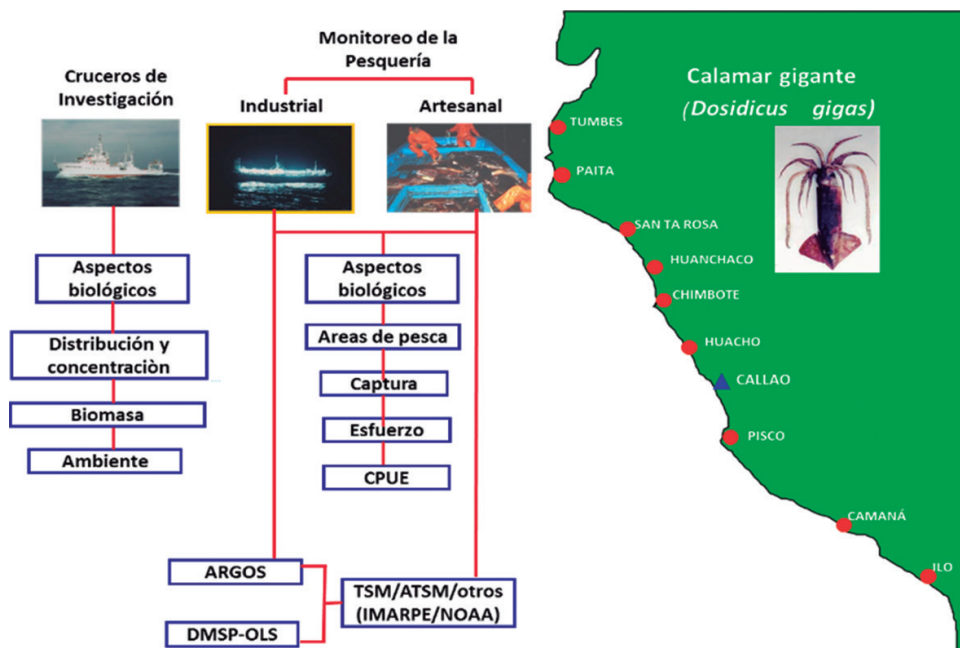 Monitoreo de la
Pesquería
Cruceros de
Investigación
Industrial
Artesanal
Aspectos
biológicos
Distribución y
concentraciòn
Biomasa
Ambiente
Aspectos
biológicos
Areas de pesca
Captura
Esfuerzo
CPUE
ARGOS
DMSP-OLS
TSM/ATSM/otros
(IMARPE/NOAA)
Calamar gigante
(Dosidicus gigas)
TUMBES
PAITA
SAN TA ROSA
HUANCHACO
CHIMBOTE
HUACHO
CALLAO
PISCO
CAMANÁ
ILO